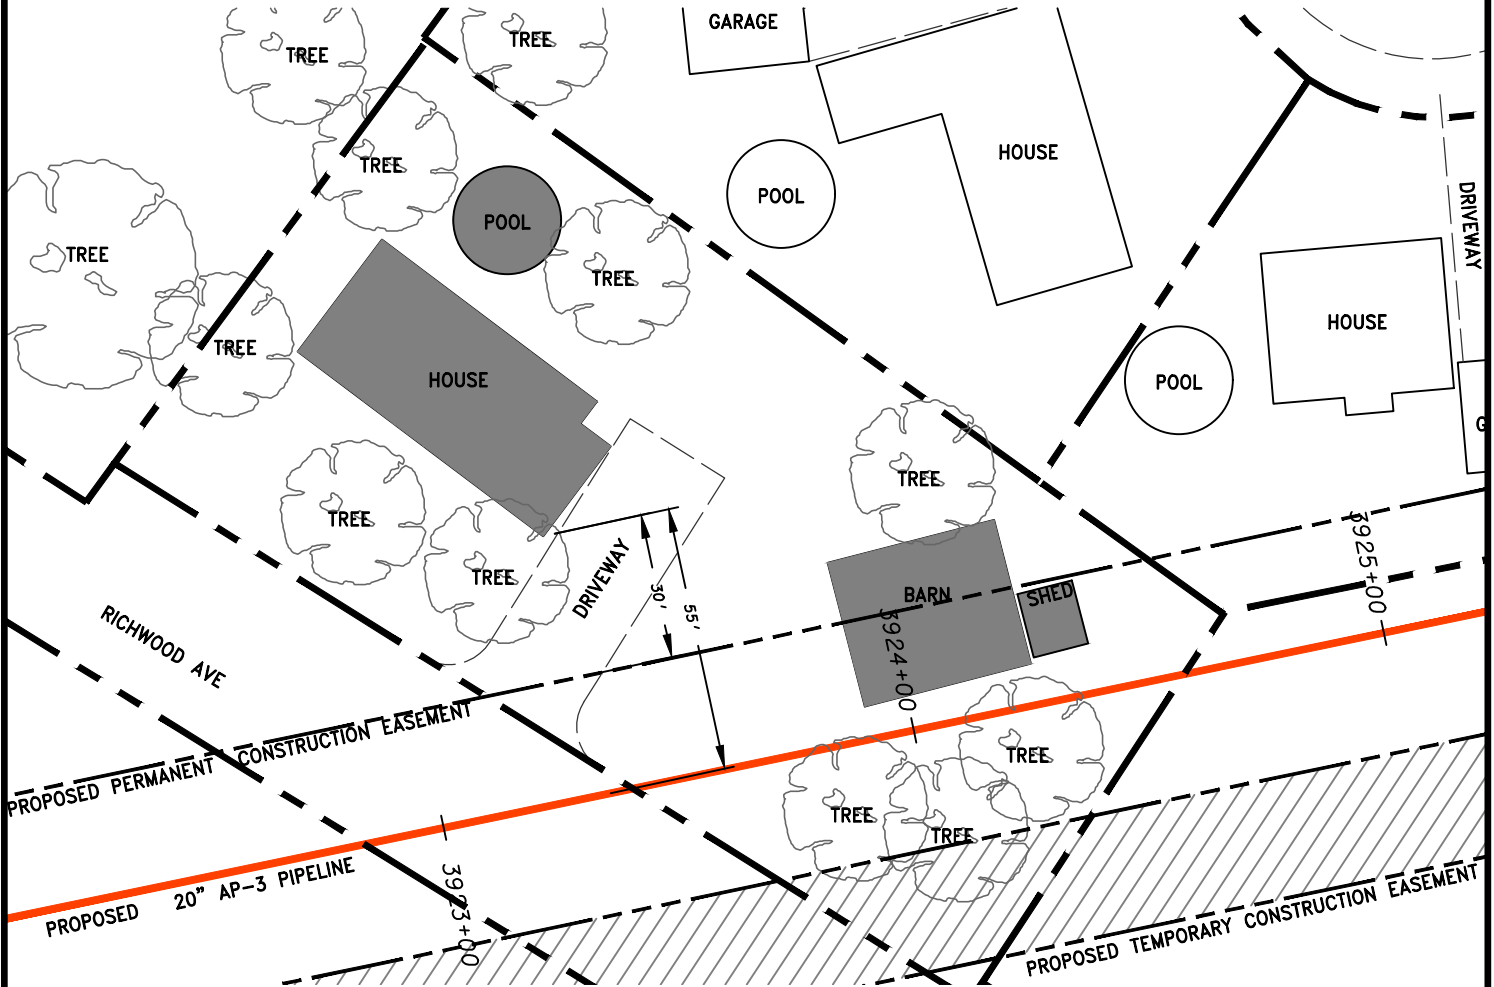 GARAGE
TREE
TREE
TREE
HOUSE
POOL
POOL
DRIVEWAY
TREE
TREE
TREE
HOUSE
HOUSE
POOL
TREE
G
TREE
TREE
DRIVEWAY
30'
55'
BARN
SHED
3924+00
3925+00
RICHWOOD AVE
PROPOSED PERMANENT CONSTRUCTION EASEMENT
TREE
TREE
TREE
PROPOSED 20" AP-3 PIPELINE
3923+00
PROPOSED TEMPORARY CONSTRUCTION EASEMENT